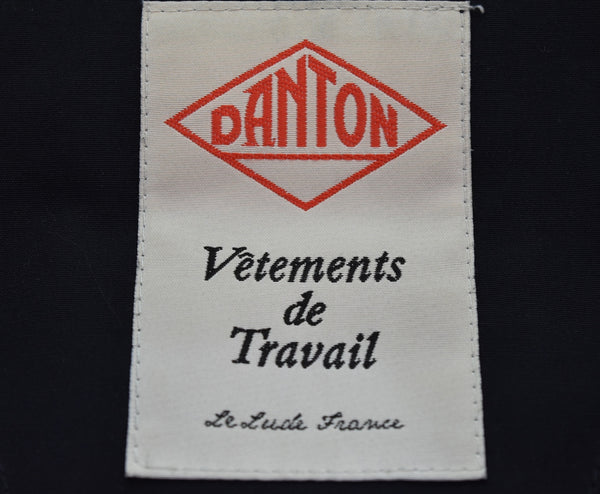 DANTON
Vêtements
de
Travail
Le Lude France